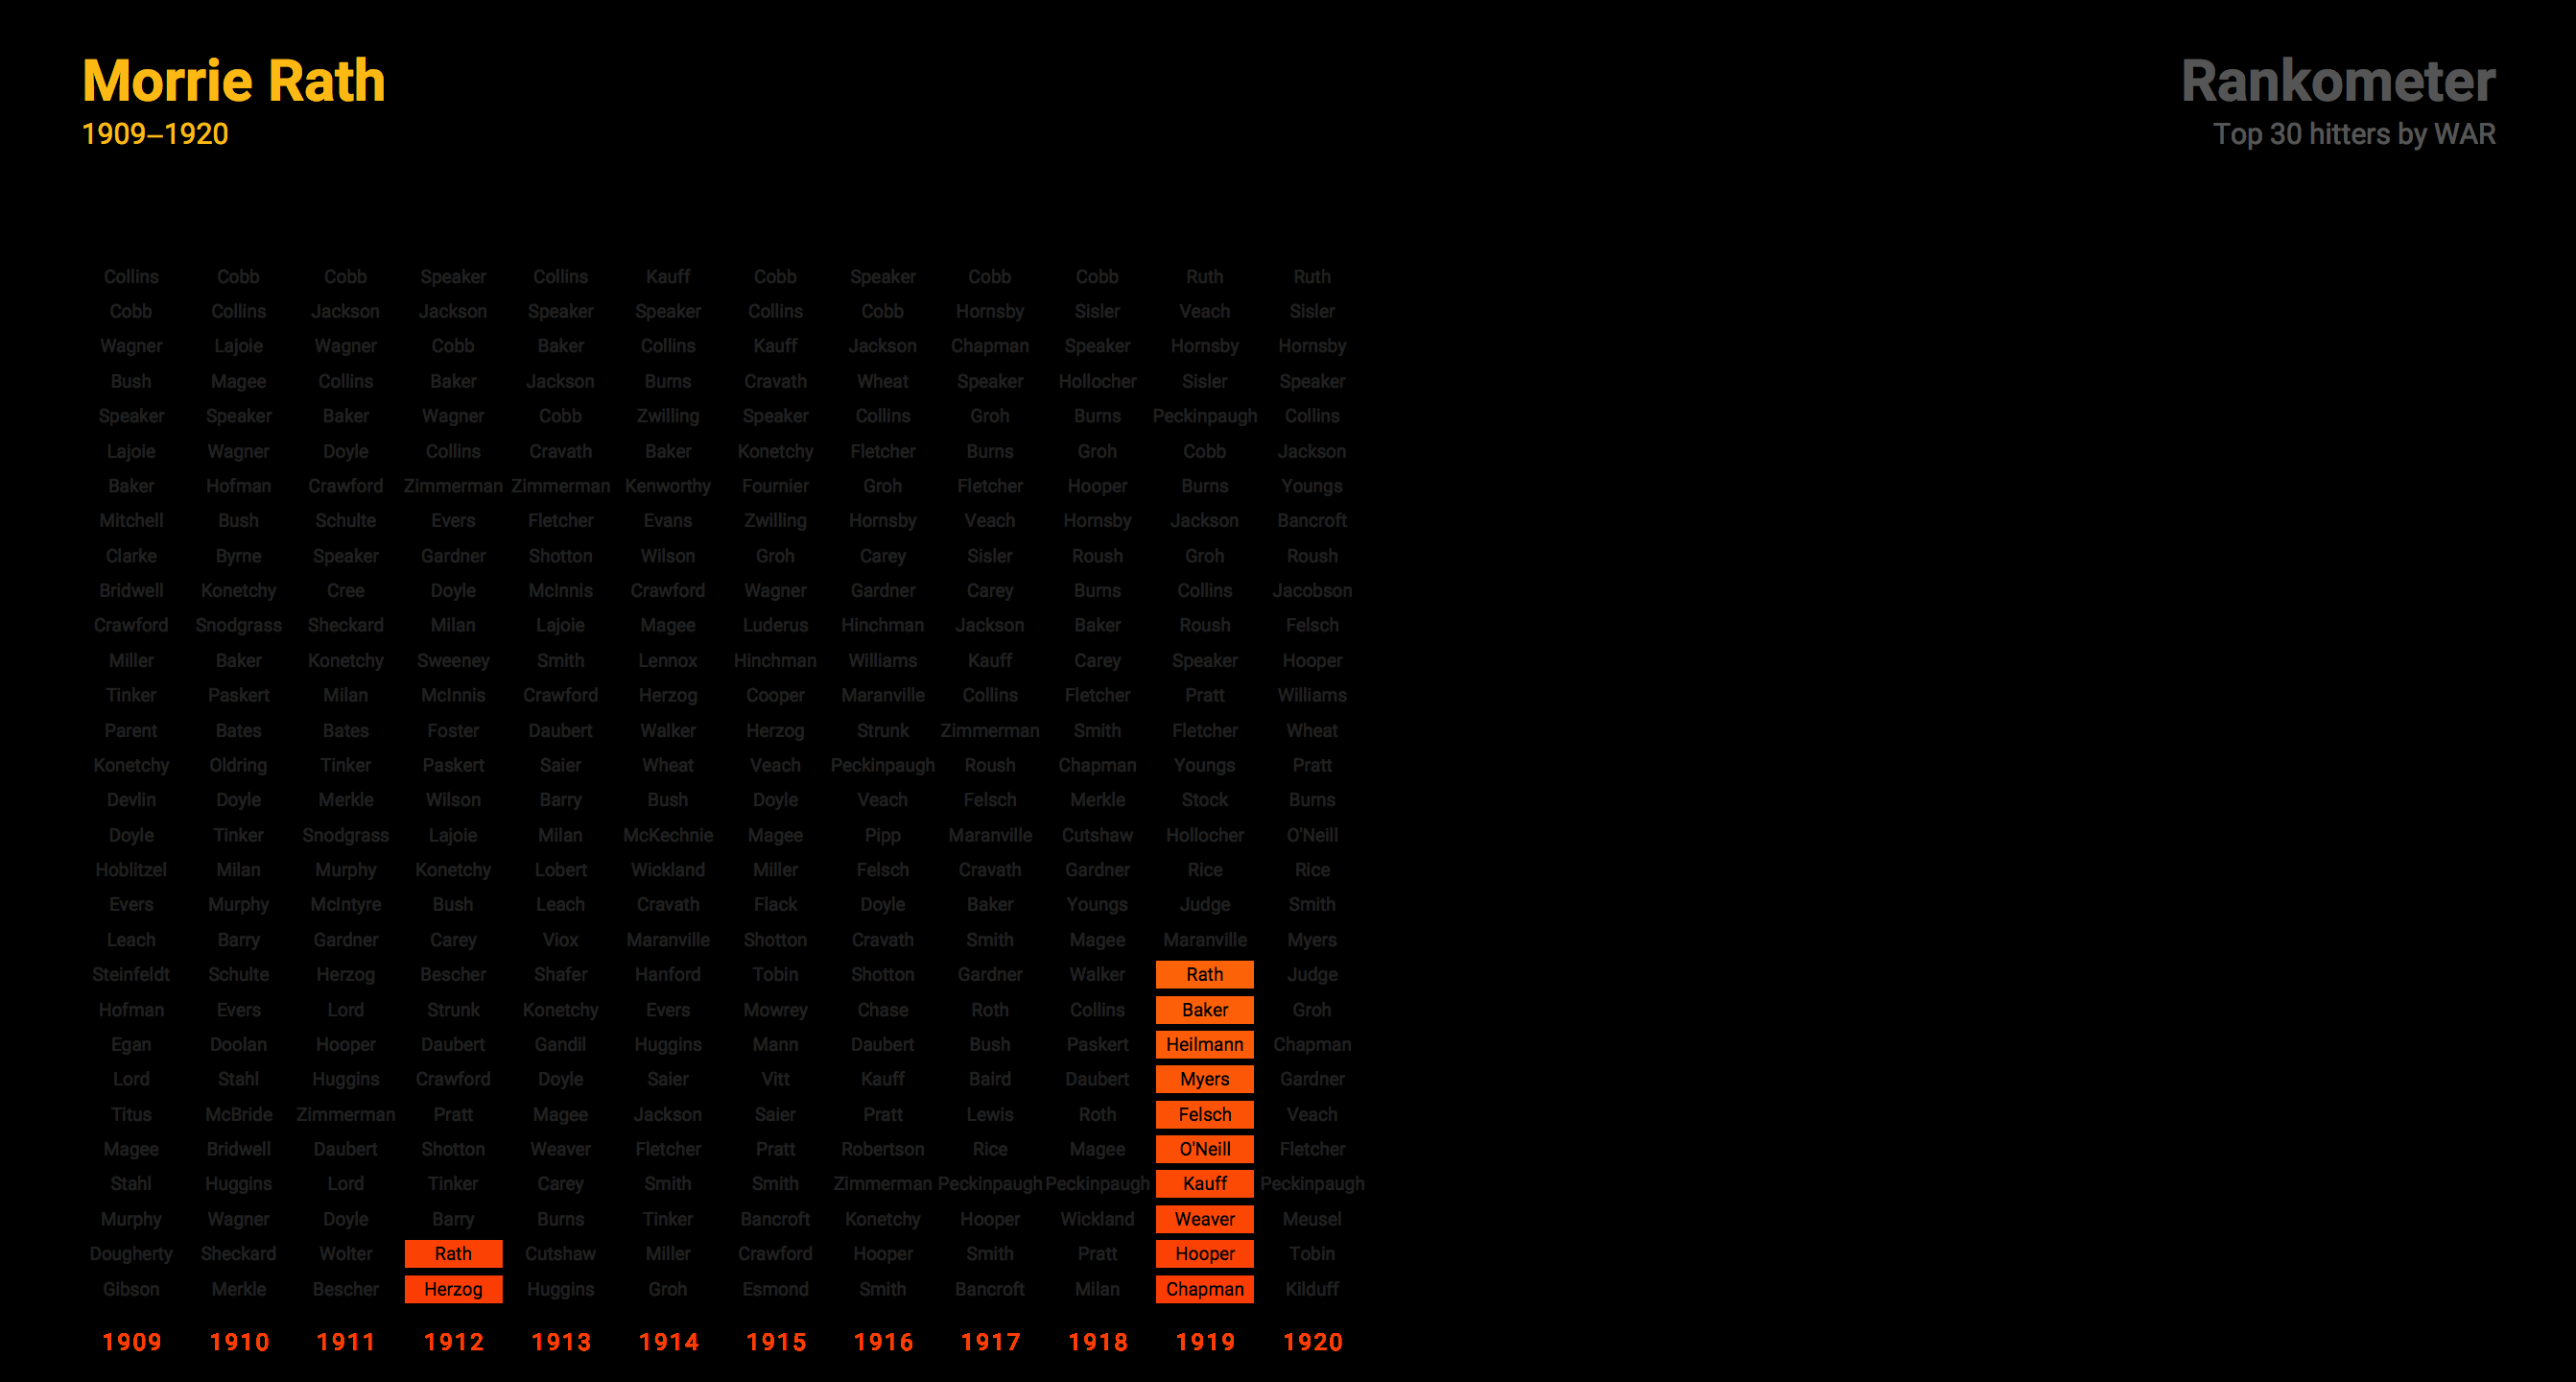 Morrie Rath
1909–1920
Rankometer
Top 30 hitters by WAR
Collins Cobb Cobb Speaker Collins Kauff Cobb Speaker Cobb Cobb Ruth Ruth
Cobb Collins Jackson Jackson Speaker Speaker Collins Cobb Hornsby Sisler Veach Sisler
Wagner Lajoie Wagner Cobb Baker Collins Kauff Jackson Chapman Speaker Hornsby Hornsby
Bush Magee Collins Baker Jackson Burns Cravath Wheat Speaker Hollocher Sisler Speaker
Speaker Speaker Baker Wagner Cobb Zwilling Speaker Collins Groh Burns Peckinpaugh Collins
Lajoie Wagner Doyle Collins Cravath Baker Konetchy Fletcher Burns Groh Cobb Jackson
Baker Hofman Crawford Zimmerman Zimmerman Kenworthy Fournier Groh Fletcher Hooper Burns Youngs
Mitchell Bush Schulte Evers Fletcher Evans Zwilling Hornsby Veach Hornsby Jackson Bancroft
Clarke Byrne Speaker Gardner Shotton Wilson Groh Carey Sisler Roush Groh Roush
Bridwell Konetchy Cree Doyle McInnis Crawford Wagner Gardner Carey Burns Collins Jacobson
Crawford Snodgrass Sheckard Milan Lajoie Magee Luderus Hinchman Jackson Baker Roush Felsch
Miller Baker Konetchy Sweeney Smith Lennox Hinchman Williams Kauff Carey Speaker Hooper
Tinker Paskert Milan McInnis Crawford Herzog Cooper Maranville Collins Fletcher Pratt Williams
Parent Bates Bates Foster Daubert Walker Herzog Strunk Zimmerman Smith Fletcher Wheat
Konetchy Oldring Tinker Paskert Saier Wheat Veach Peckinpaugh Roush Chapman Youngs Pratt
Devlin Doyle Merkle Wilson Barry Bush Doyle Veach Felsch Merkle Stock Burns
Doyle Tinker Snodgrass Lajoie Milan McKechnie Magee Pipp Maranville Cutshaw Hollocher O'Neill
Hoblitzel Milan Murphy Konetchy Lobert Wickland Miller Felsch Cravath Gardner Rice Rice
Evers Murphy McIntyre Bush Leach Cravath Flack Doyle Baker Youngs Judge Smith
Leach Barry Gardner Carey Viox Maranville Shotton Cravath Smith Magee Maranville Myers
Steinfeldt Schulte Herzog Bescher Shafer Hanford Tobin Shotton Gardner Walker Rath Judge
Hofman Evers Lord Strunk Konetchy Evers Mowrey Chase Roth Collins Baker Groh
Egan Doolan Hooper Daubert Gandil Huggins Mann Daubert Bush Paskert Heilmann Chapman
Lord Stahl Huggins Crawford Doyle Saier Vitt Kauff Baird Daubert Myers Gardner
Titus McBride Zimmerman Pratt Magee Jackson Saier Pratt Lewis Roth Felsch Veach
Magee Bridwell Daubert Shotton Weaver Fletcher Pratt Robertson Rice Magee O'Neill Fletcher
Stahl Huggins Lord Tinker Carey Smith Smith Zimmerman Peckinpaugh Peckinpaugh Kauff Peckinpaugh
Murphy Wagner Doyle Barry Burns Tinker Bancroft Konetchy Hooper Wickland Weaver Meusel
Dougherty Sheckard Wolter Rath Cutshaw Miller Crawford Hooper Smith Pratt Hooper Tobin
Gibson Merkle Bescher Herzog Huggins Groh Esmond Smith Bancroft Milan Chapman Kilduff
1909 1910 1911 1912 1913 1914 1915 1916 1917 1918 1919 1920